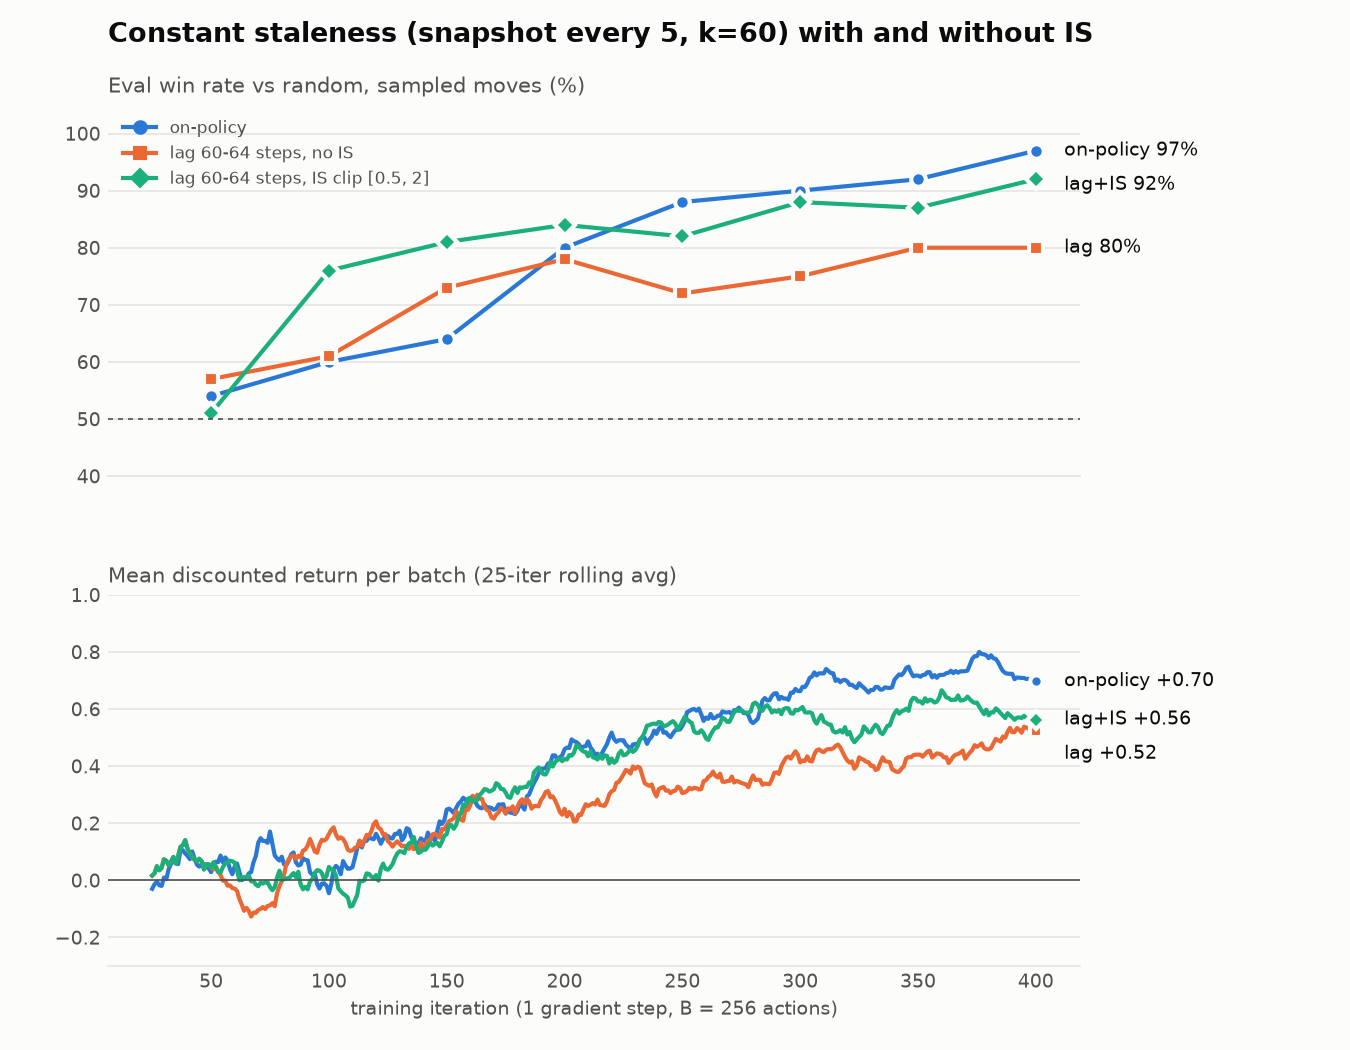 Constant staleness (snapshot every 5, k=60) with and without IS
Eval win rate vs random, sampled moves (%)
on-policy
lag 60-64 steps, no IS
lag 60-64 steps, IS clip [0.5, 2]
100
90
80
70
60
50
40
on-policy 97%
lag+IS 92%
lag 80%
Mean discounted return per batch (25-iter rolling avg)
1.0
0.8
0.6
0.4
0.2
0.0
−0.2
on-policy +0.70
lag+IS +0.56
lag +0.52
50 100 150 200 250 300 350 400
training iteration (1 gradient step, B = 256 actions)